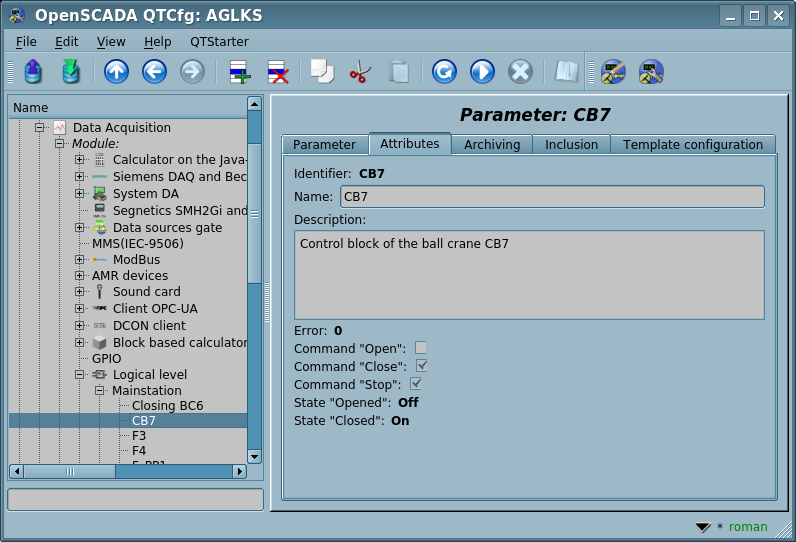 OpenSCADA QTCfg: AGLKS
File Edit View Help QTStarter
Name
Data Acquisition
Module:
Calculator on the Java-
Siemens DAQ and Bec
System DA
Segnetics SMH2Gi and
Data sources gate
MMS(IEC-9506)
ModBus
AMR devices
Sound card
Client OPC-UA
DCON client
Block based calculator
GPIO
Logical level
Mainstation
Closing BC6
CB7
F3
F4
Parameter: CB7
Parameter Attributes Archiving Inclusion Template configuration
Identifier: CB7
Name: CB7
Description:
Control block of the ball crane CB7
Error: 0
Command "Open":
Command "Close":
Command "Stop":
State "Opened": Off
State "Closed": On
* roman